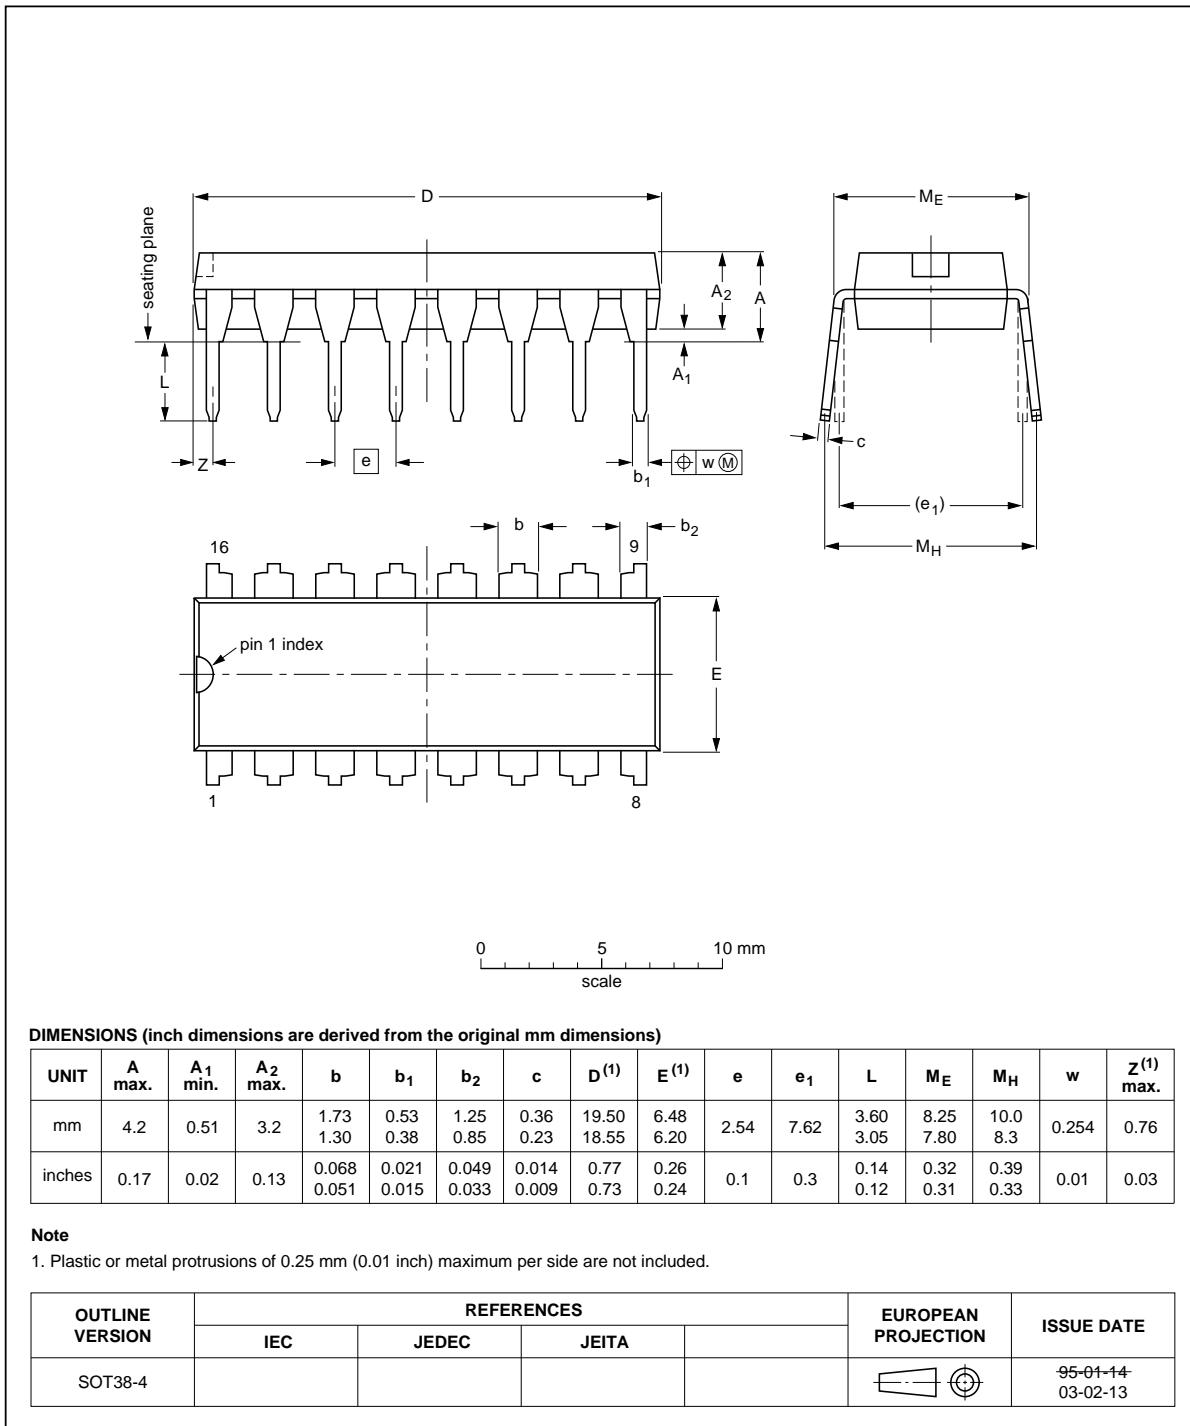 D
M_E
seating plane
A_2
A
L
A_1
c
Z
e
b_1
w M
(e_1)
M_H
b
b_2
16
9
pin 1 index
E
1
8
0
5
10 mm
scale
DIMENSIONS (inch dimensions are derived from the original mm dimensions)
UNIT A max. A1 min. A2 max. b b1 b2 c D(1) E(1) e e1 L ME MH w Z(1) max.
mm 4.2 0.51 3.2 1.73 1.30 0.53 0.38 1.25 0.85 0.36 0.23 19.50 18.55 6.48 6.20 2.54 7.62 3.60 3.05 8.25 7.80 10.0 8.3 0.254 0.76
inches 0.17 0.02 0.13 0.068 0.051 0.021 0.015 0.049 0.033 0.014 0.009 0.77 0.73 0.26 0.24 0.1 0.3 0.14 0.12 0.32 0.31 0.39 0.33 0.01 0.03
Note
1. Plastic or metal protrusions of 0.25 mm (0.01 inch) maximum per side are not included.
OUTLINE VERSION
REFERENCES
EUROPEAN PROJECTION
ISSUE DATE
IEC
JEDEC
JEITA
SOT38-4
95-01-14
03-02-13